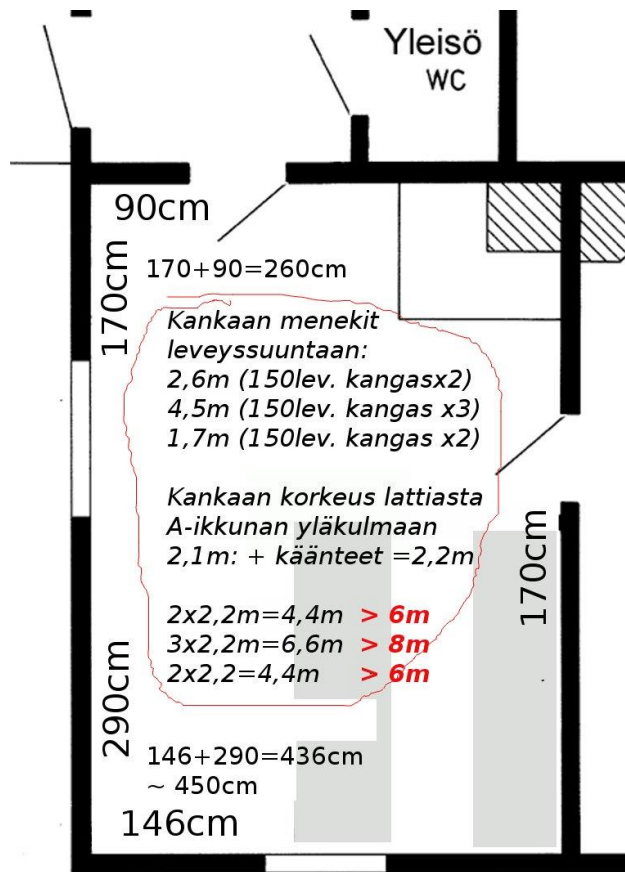 Yleisö
WC
90cm
170cm
170+90=260cm
Kankaan menekit
leveyssuuntaan:
2,6m (150lev. kangasx2)
4,5m (150lev. kangas x3)
1,7m (150lev. kangas x2)
Kankaan korkeus lattiasta
A-ikkunan yläkulmaan
2,1m: + käänteet =2,2m
170cm
2x2,2m=4,4m > 6m
3x2,2m=6,6m > 8m
2x2,2=4,4m > 6m
290cm
146+290=436cm
~ 450cm
146cm